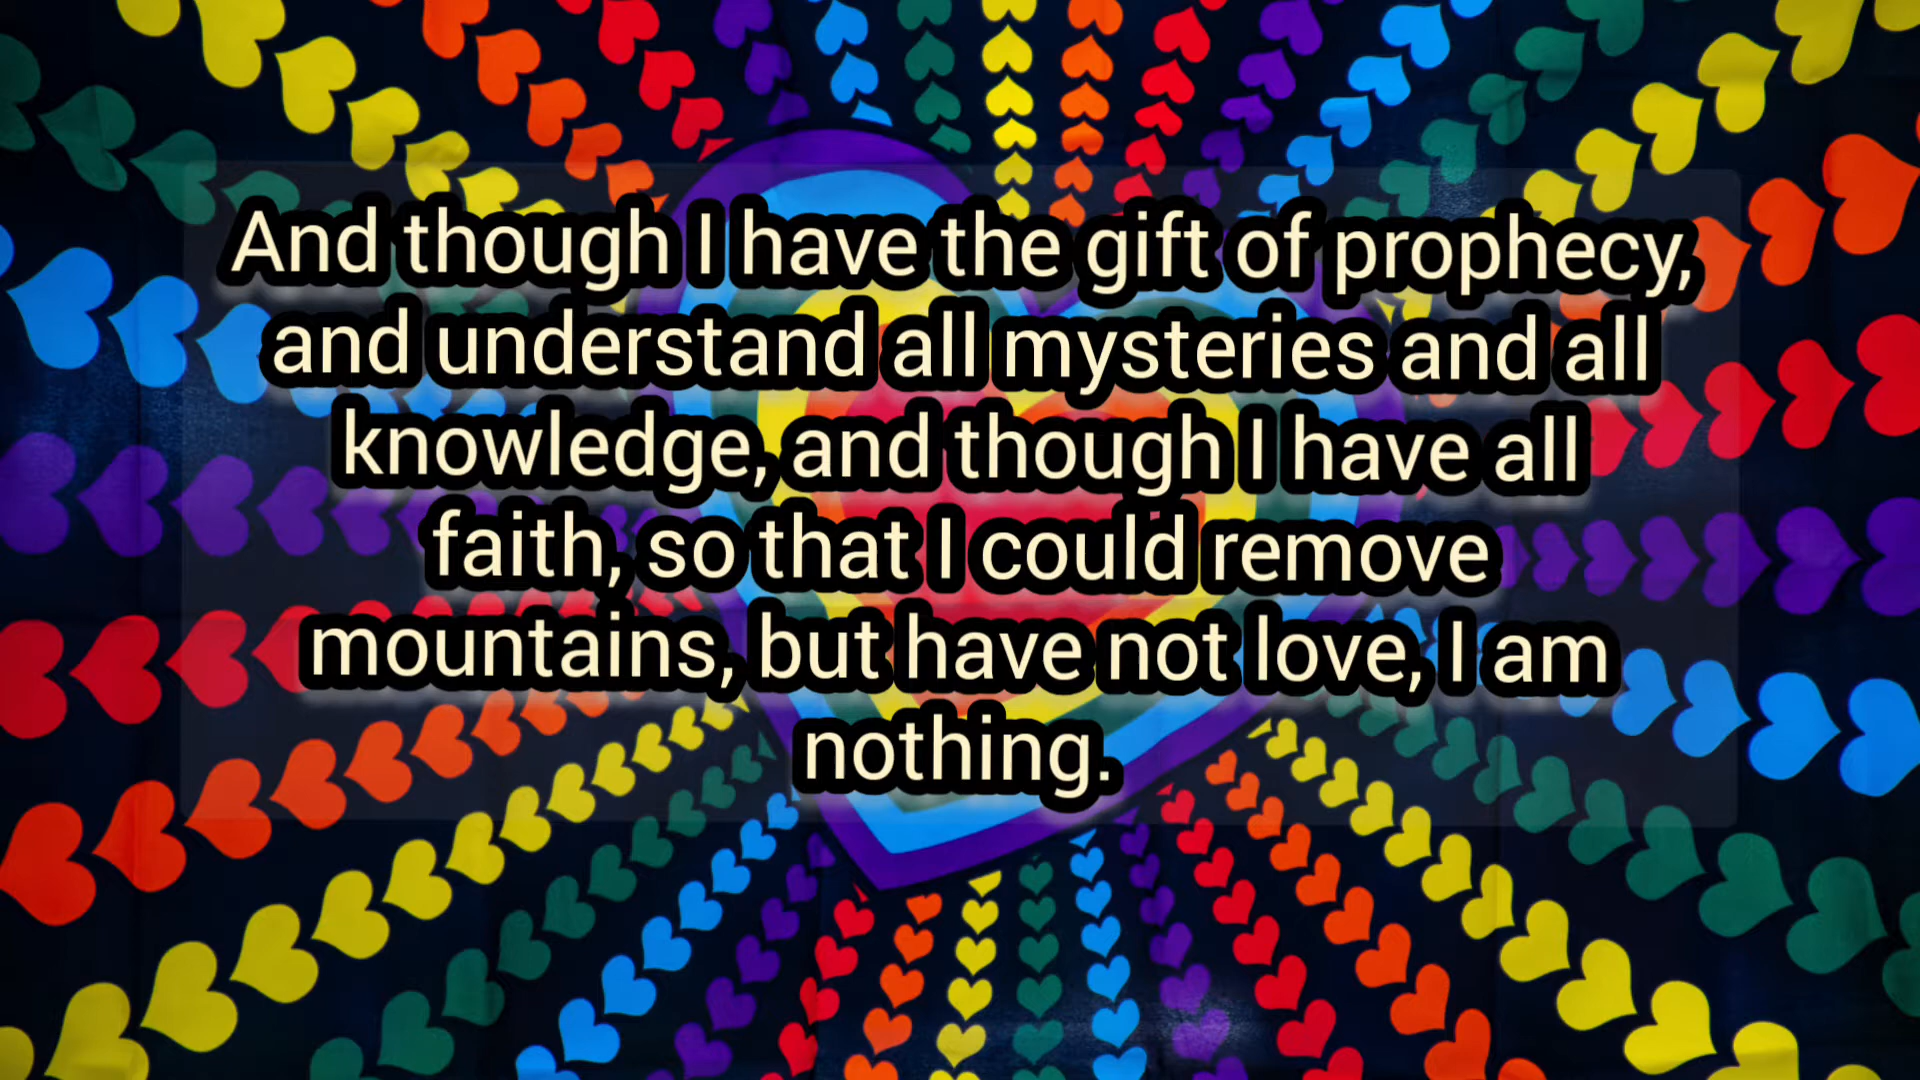 And though I have the gift of prophecy,
and understand all mysteries and all
knowledge, and though I have all
faith, so that I could remove
mountains, but have not love, I am
nothing.